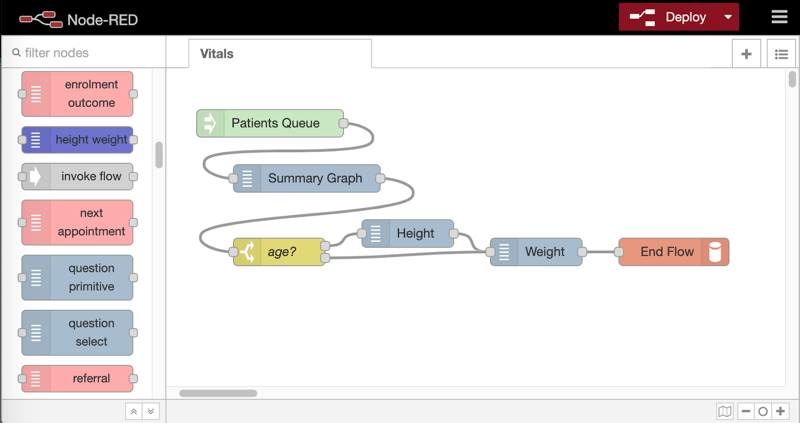 Node-RED
Deploy
filter nodes
Vitals
enrolment
outcome
height weight
invoke flow
next
appointment
question
primitive
question
select
referral
Patients Queue
Summary Graph
age?
Height
Weight
End Flow